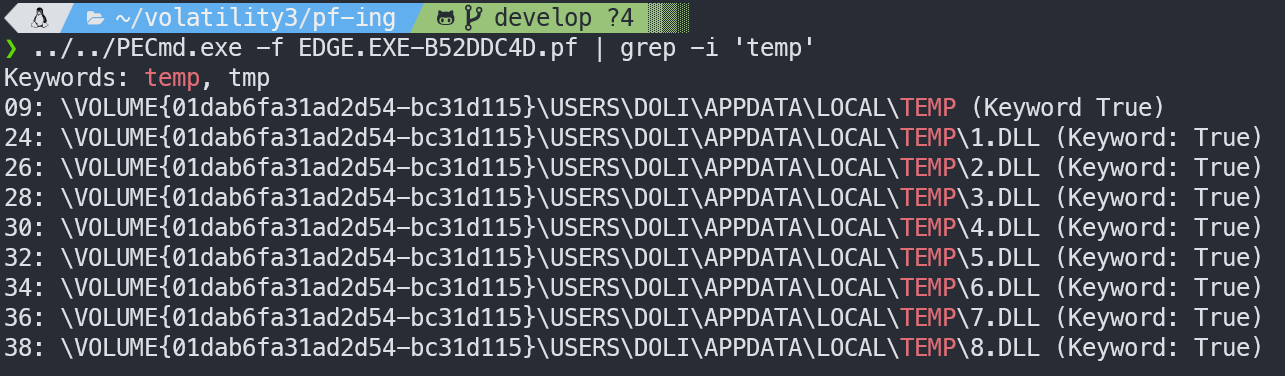 ~/volatility3/pf-ing develop ?4
❯ ../../PECmd.exe -f EDGE.EXE-B52DDC4D.pf | grep -i 'temp'
Keywords: temp, tmp
09: \VOLUME{01dab6fa31ad2d54-bc31d115}\USERS\DOLI\APPDATA\LOCAL\TEMP (Keyword True)
24: \VOLUME{01dab6fa31ad2d54-bc31d115}\USERS\DOLI\APPDATA\LOCAL\TEMP\1.DLL (Keyword: True)
26: \VOLUME{01dab6fa31ad2d54-bc31d115}\USERS\DOLI\APPDATA\LOCAL\TEMP\2.DLL (Keyword: True)
28: \VOLUME{01dab6fa31ad2d54-bc31d115}\USERS\DOLI\APPDATA\LOCAL\TEMP\3.DLL (Keyword: True)
30: \VOLUME{01dab6fa31ad2d54-bc31d115}\USERS\DOLI\APPDATA\LOCAL\TEMP\4.DLL (Keyword: True)
32: \VOLUME{01dab6fa31ad2d54-bc31d115}\USERS\DOLI\APPDATA\LOCAL\TEMP\5.DLL (Keyword: True)
34: \VOLUME{01dab6fa31ad2d54-bc31d115}\USERS\DOLI\APPDATA\LOCAL\TEMP\6.DLL (Keyword: True)
36: \VOLUME{01dab6fa31ad2d54-bc31d115}\USERS\DOLI\APPDATA\LOCAL\TEMP\7.DLL (Keyword: True)
38: \VOLUME{01dab6fa31ad2d54-bc31d115}\USERS\DOLI\APPDATA\LOCAL\TEMP\8.DLL (Keyword: True)